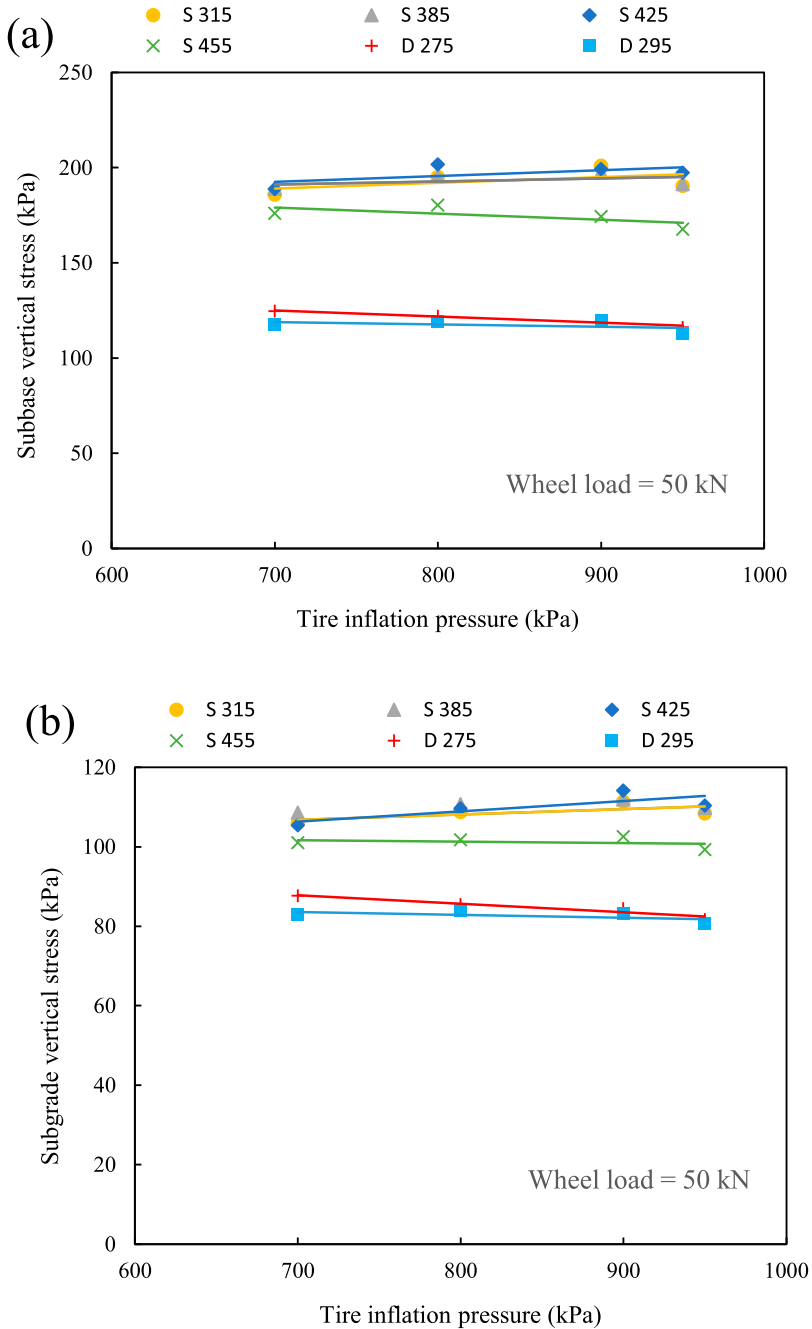 (a)
S 315 S 385 S 425
S 455 D 275 D 295
250
200
150
100
50
0
600 700 800 900 1000
Subbase vertical stress (kPa)
Wheel load = 50 kN
Tire inflation pressure (kPa)
(b)
S 315 S 385 S 425
S 455 D 275 D 295
120
100
80
60
40
20
0
600 700 800 900 1000
Subgrade vertical stress (kPa)
Wheel load = 50 kN
Tire inflation pressure (kPa)